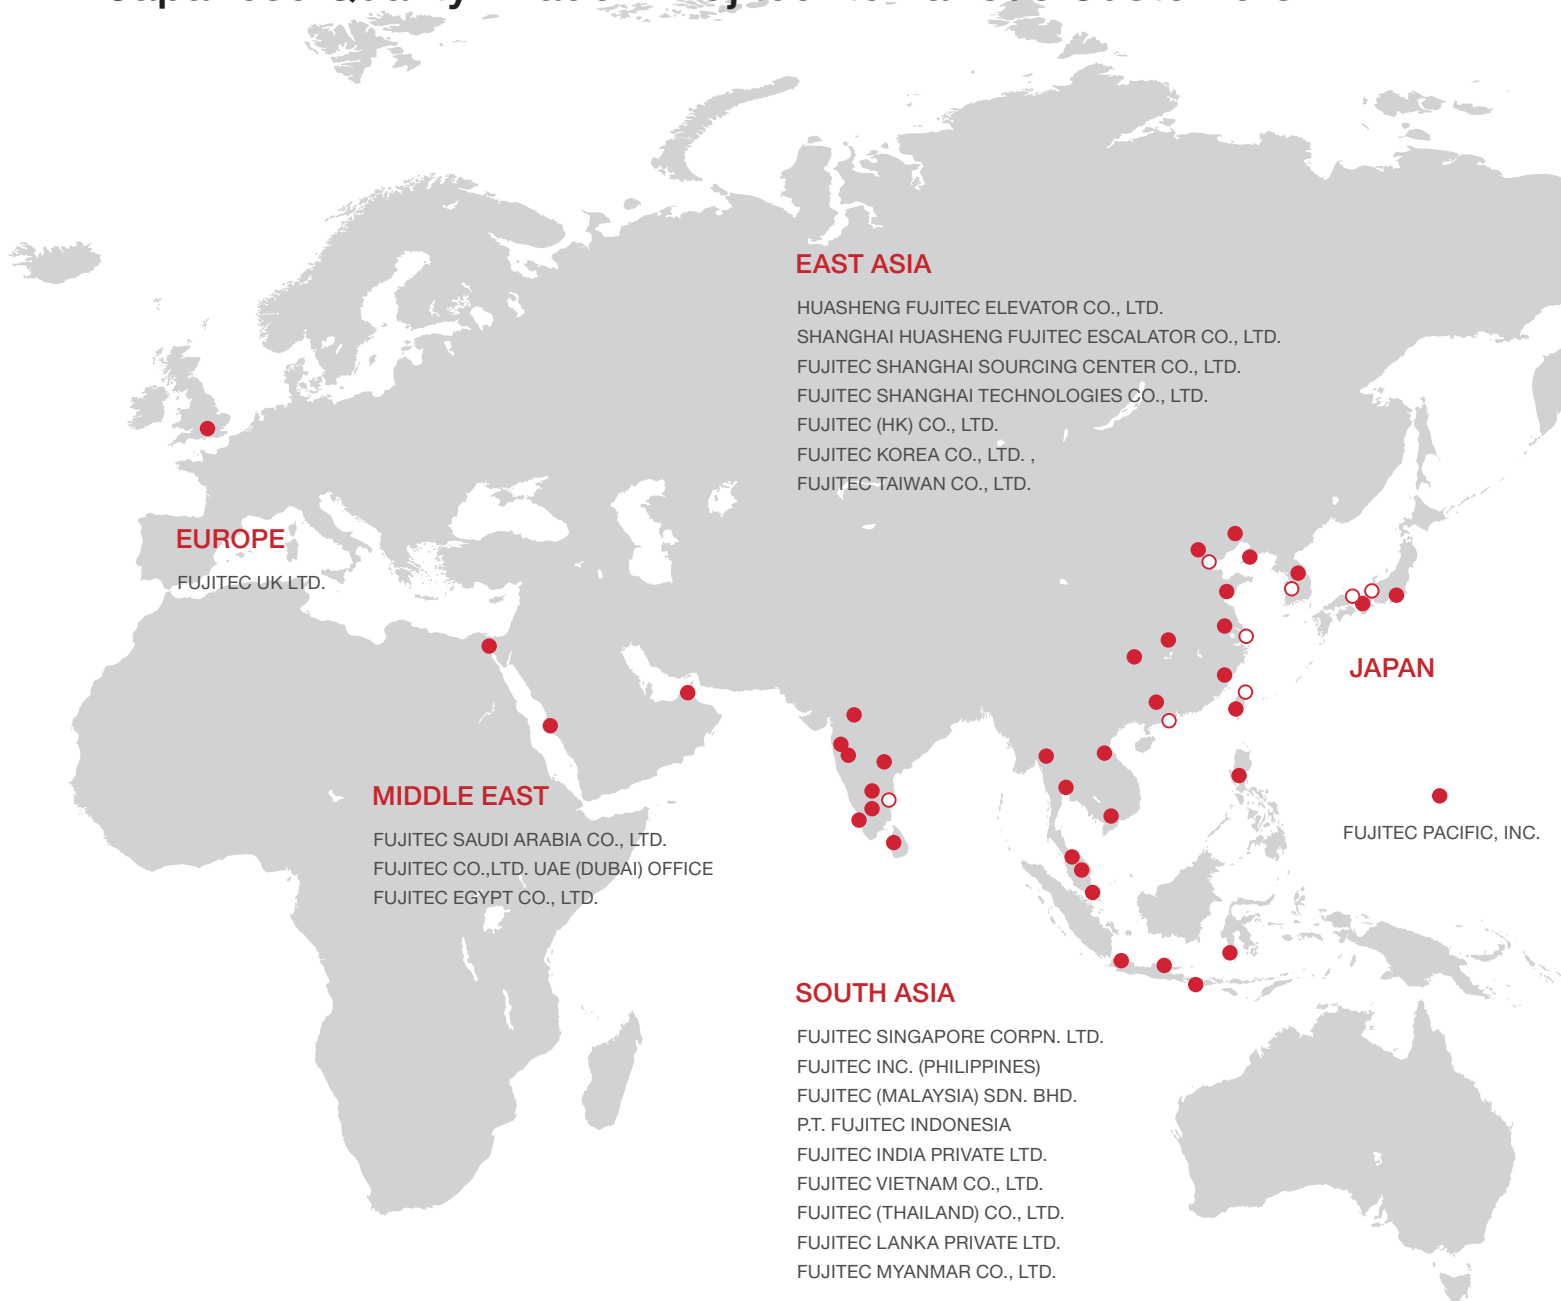 EAST ASIA
HUASHENG FUJITEC ELEVATOR CO., LTD.
SHANGHAI HUASHENG FUJITEC ESCALATOR CO., LTD.
FUJITEC SHANGHAI SOURCING CENTER CO., LTD.
FUJITEC SHANGHAI TECHNOLOGIES CO., LTD.
FUJITEC (HK) CO., LTD.
FUJITEC KOREA CO., LTD. ,
FUJITEC TAIWAN CO., LTD.
EUROPE
FUJITEC UK LTD.
JAPAN
MIDDLE EAST
FUJITEC SAUDI ARABIA CO., LTD.
FUJITEC CO.,LTD. UAE (DUBAI) OFFICE
FUJITEC EGYPT CO., LTD.
FUJITEC PACIFIC, INC.
SOUTH ASIA
FUJITEC SINGAPORE CORPN. LTD.
FUJITEC INC. (PHILIPPINES)
FUJITEC (MALAYSIA) SDN. BHD.
P.T. FUJITEC INDONESIA
FUJITEC INDIA PRIVATE LTD.
FUJITEC VIETNAM CO., LTD.
FUJITEC (THAILAND) CO., LTD.
FUJITEC LANKA PRIVATE LTD.
FUJITEC MYANMAR CO., LTD.